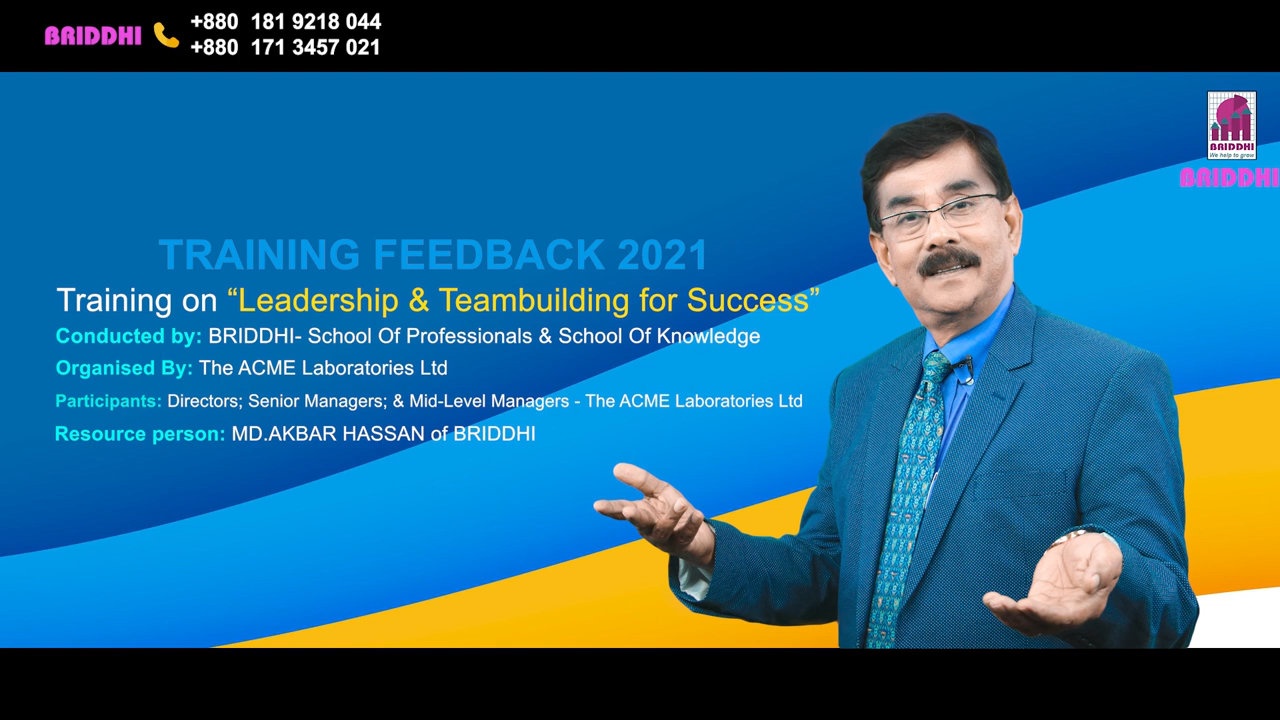 BRIDDHI
+880 181 9218 044
+880 171 3457 021
BRIDDHI
We help to grow
BRIDDHI
TRAINING FEEDBACK 2021
Training on “Leadership & Teambuilding for Success”
Conducted by: BRIDDHI- School Of Professionals & School Of Knowledge
Organised By: The ACME Laboratories Ltd
Participants: Directors; Senior Managers; & Mid-Level Managers - The ACME Laboratories Ltd
Resource person: MD.AKBAR HASSAN of BRIDDHI